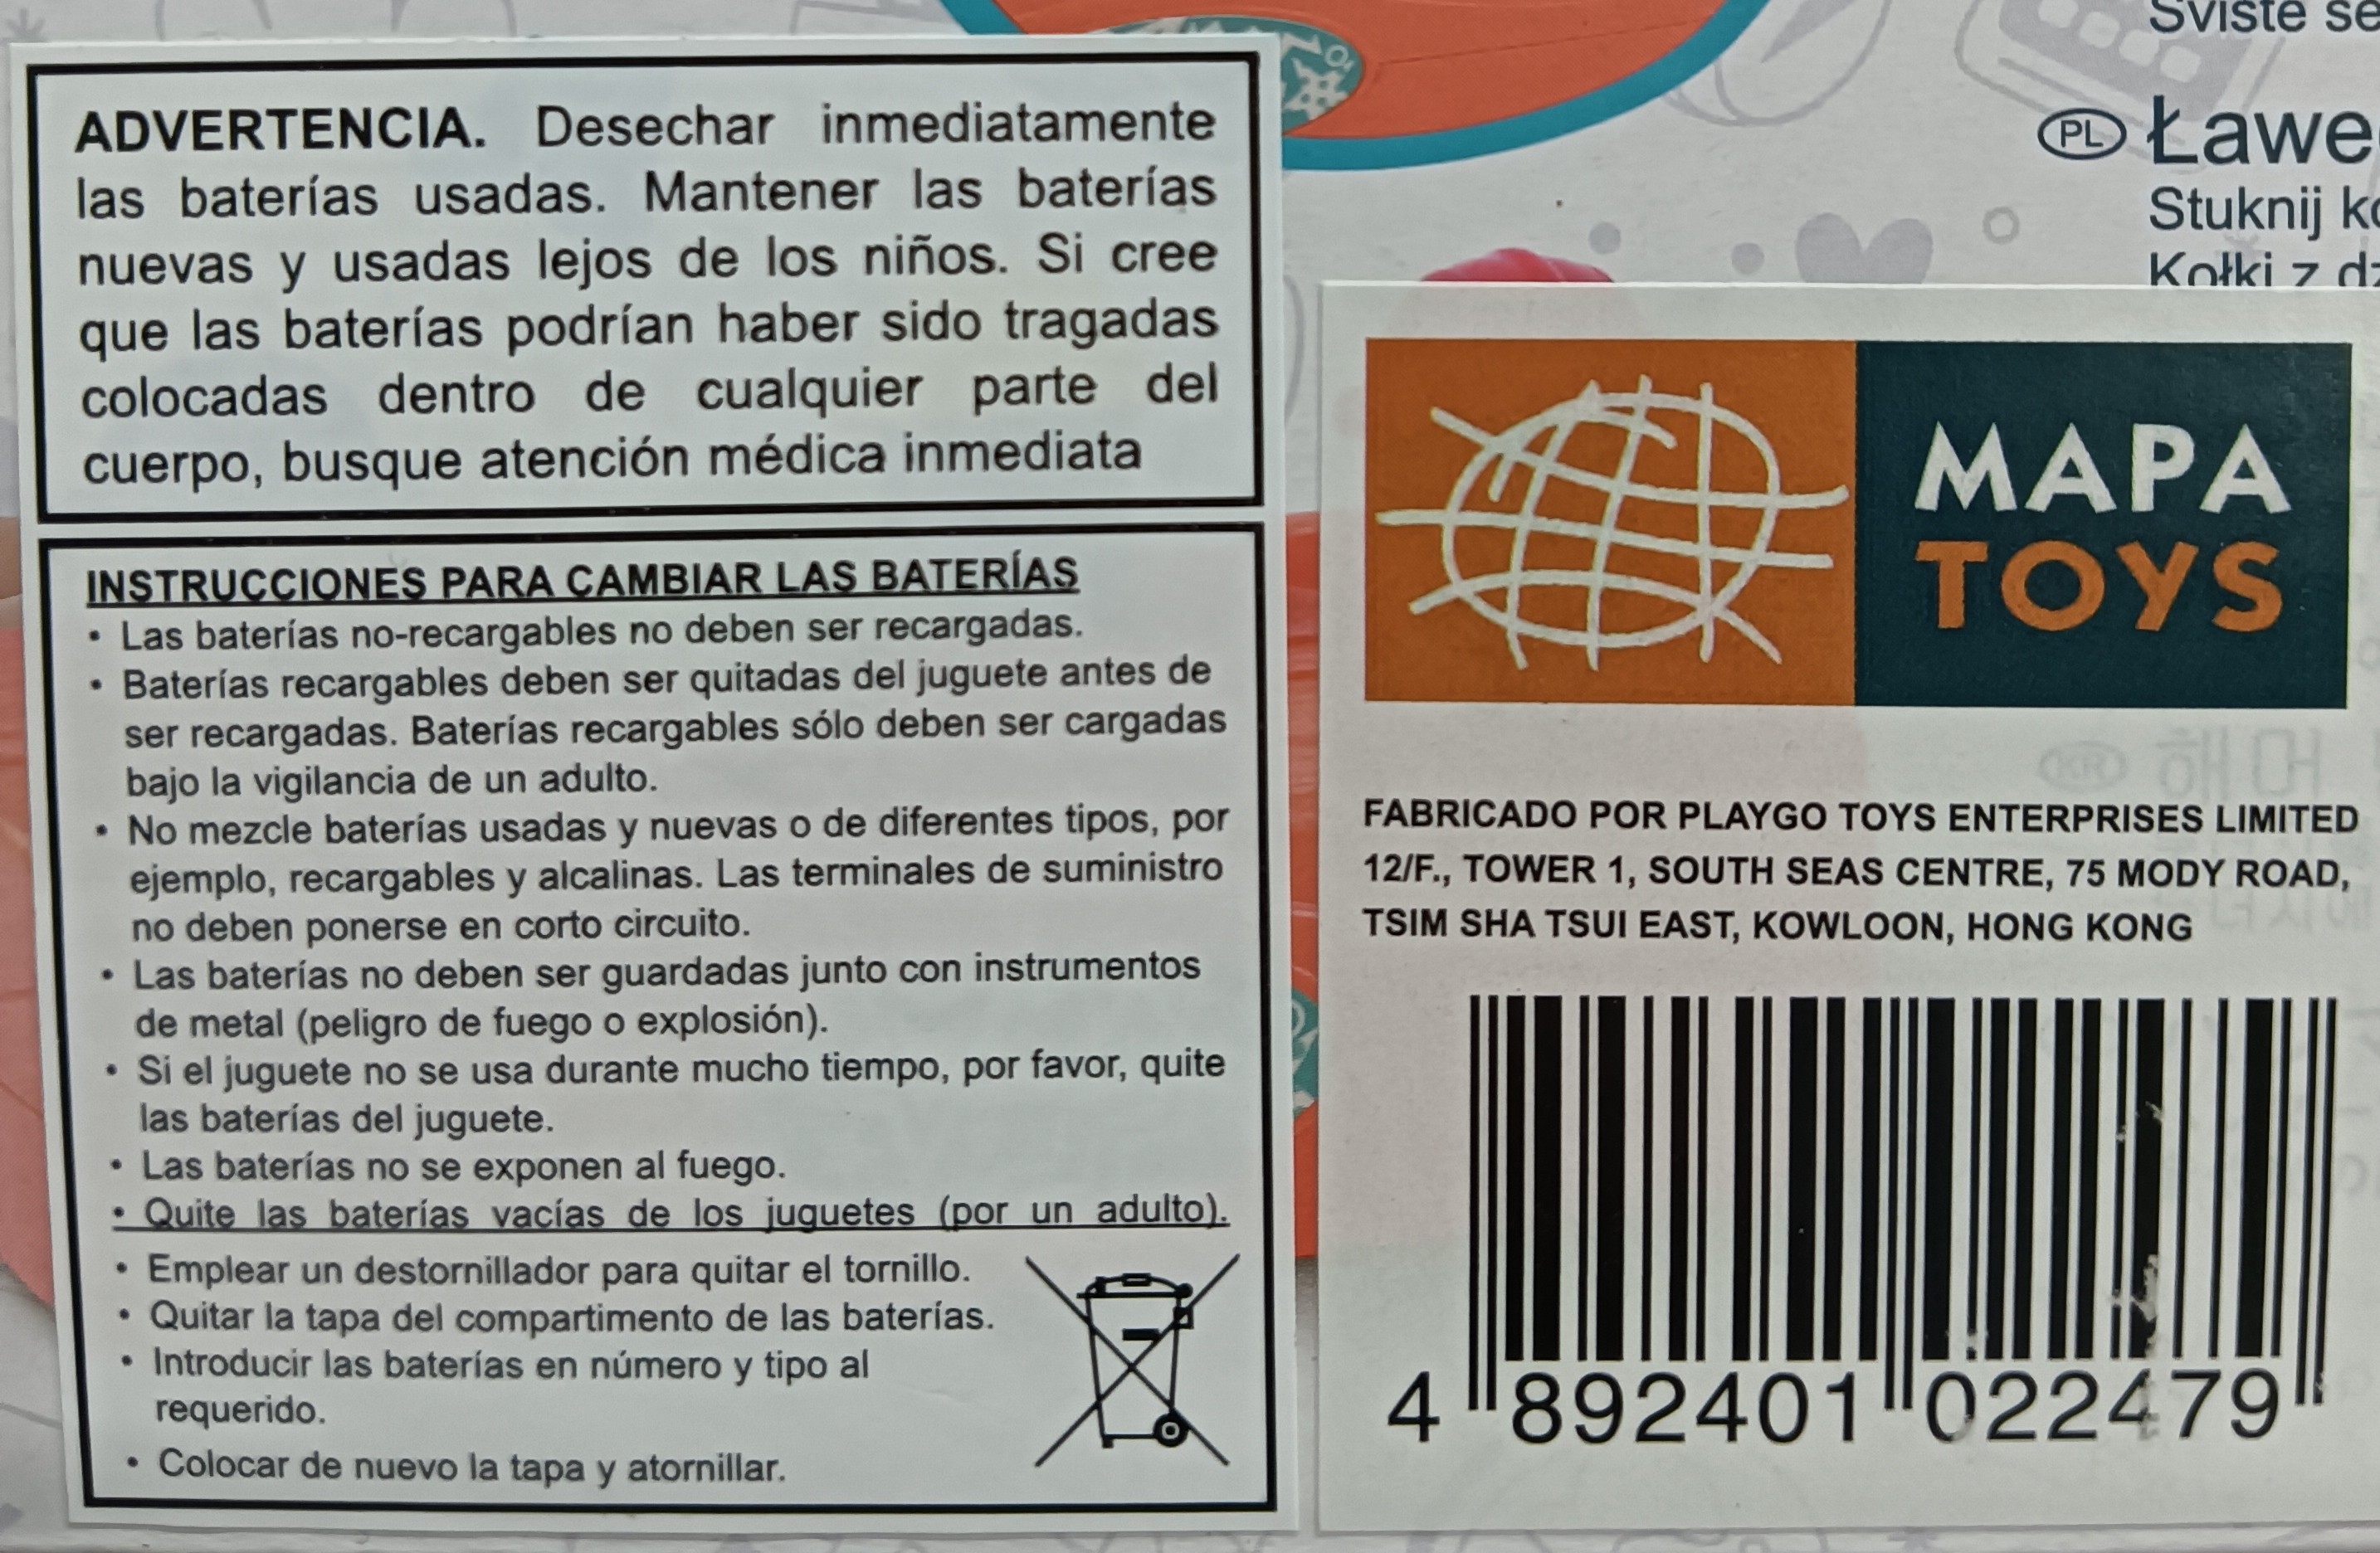 ADVERTENCIA. Desechar inmediatamente
las baterías usadas. Mantener las baterías
nuevas y usadas lejos de los niños. Si cree
que las baterías podrían haber sido tragadas
colocadas dentro de cualquier parte del
cuerpo, busque atención médica inmediata
INSTRUCCIONES PARA CAMBIAR LAS BATERÍAS
• Las baterías no-recargables no deben ser recargadas.
• Baterías recargables deben ser quitadas del juguete antes de
ser recargadas. Baterías recargables sólo deben ser cargadas
bajo la vigilancia de un adulto.
• No mezcle baterías usadas y nuevas o de diferentes tipos, por
ejemplo, recargables y alcalinas. Las terminales de suministro
no deben ponerse en corto circuito.
• Las baterías no deben ser guardadas junto con instrumentos
de metal (peligro de fuego o explosión).
• Si el juguete no se usa durante mucho tiempo, por favor, quite
las baterías del juguete.
• Las baterías no se exponen al fuego.
• Quite las baterías vacías de los juguetes (por un adulto).
• Emplear un destornillador para quitar el tornillo.
• Quitar la tapa del compartimento de las baterías.
• Introducir las baterías en número y tipo al
requerido.
• Colocar de nuevo la tapa y atornillar.
Sviste
PL
Stuknij
Kołki z
MAPA
TOYS
FABRICADO POR PLAYGO TOYS ENTERPRISES LIMITED
12/F., TOWER 1, SOUTH SEAS CENTRE, 75 MODY ROAD,
TSIM SHA TSUI EAST, KOWLOON, HONG KONG
4 892401 022479